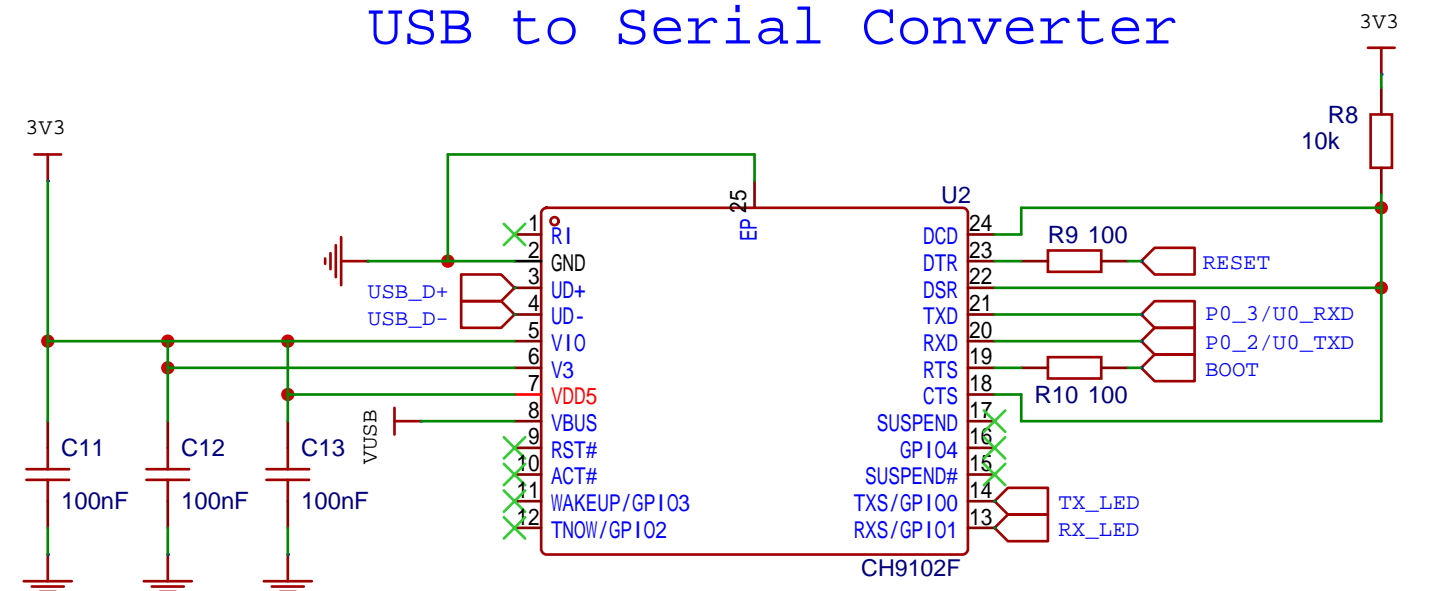 USB to Serial Converter
3V3
3V3
R8
10k
25
EP
U2
1
RI
2
GND
3
UD+
4
UD-
5
VIO
6
V3
7
VDD5
8
VBUS
9
RST#
10
ACT#
11
WAKEUP/GPIO3
12
TNOW/GPIO2
24
DCD
23
DTR
22
DSR
21
TXD
20
RXD
19
RTS
18
CTS
17
SUSPEND
16
GPIO4
15
SUSPEND#
14
TXS/GPIO0
13
RXS/GPIO1
USB_D+
USB_D-
VUSB
C11
100nF
C12
100nF
C13
100nF
R9 100
RESET
P0_3/U0_RXD
P0_2/U0_TXD
BOOT
R10 100
TX_LED
RX_LED
CH9102F